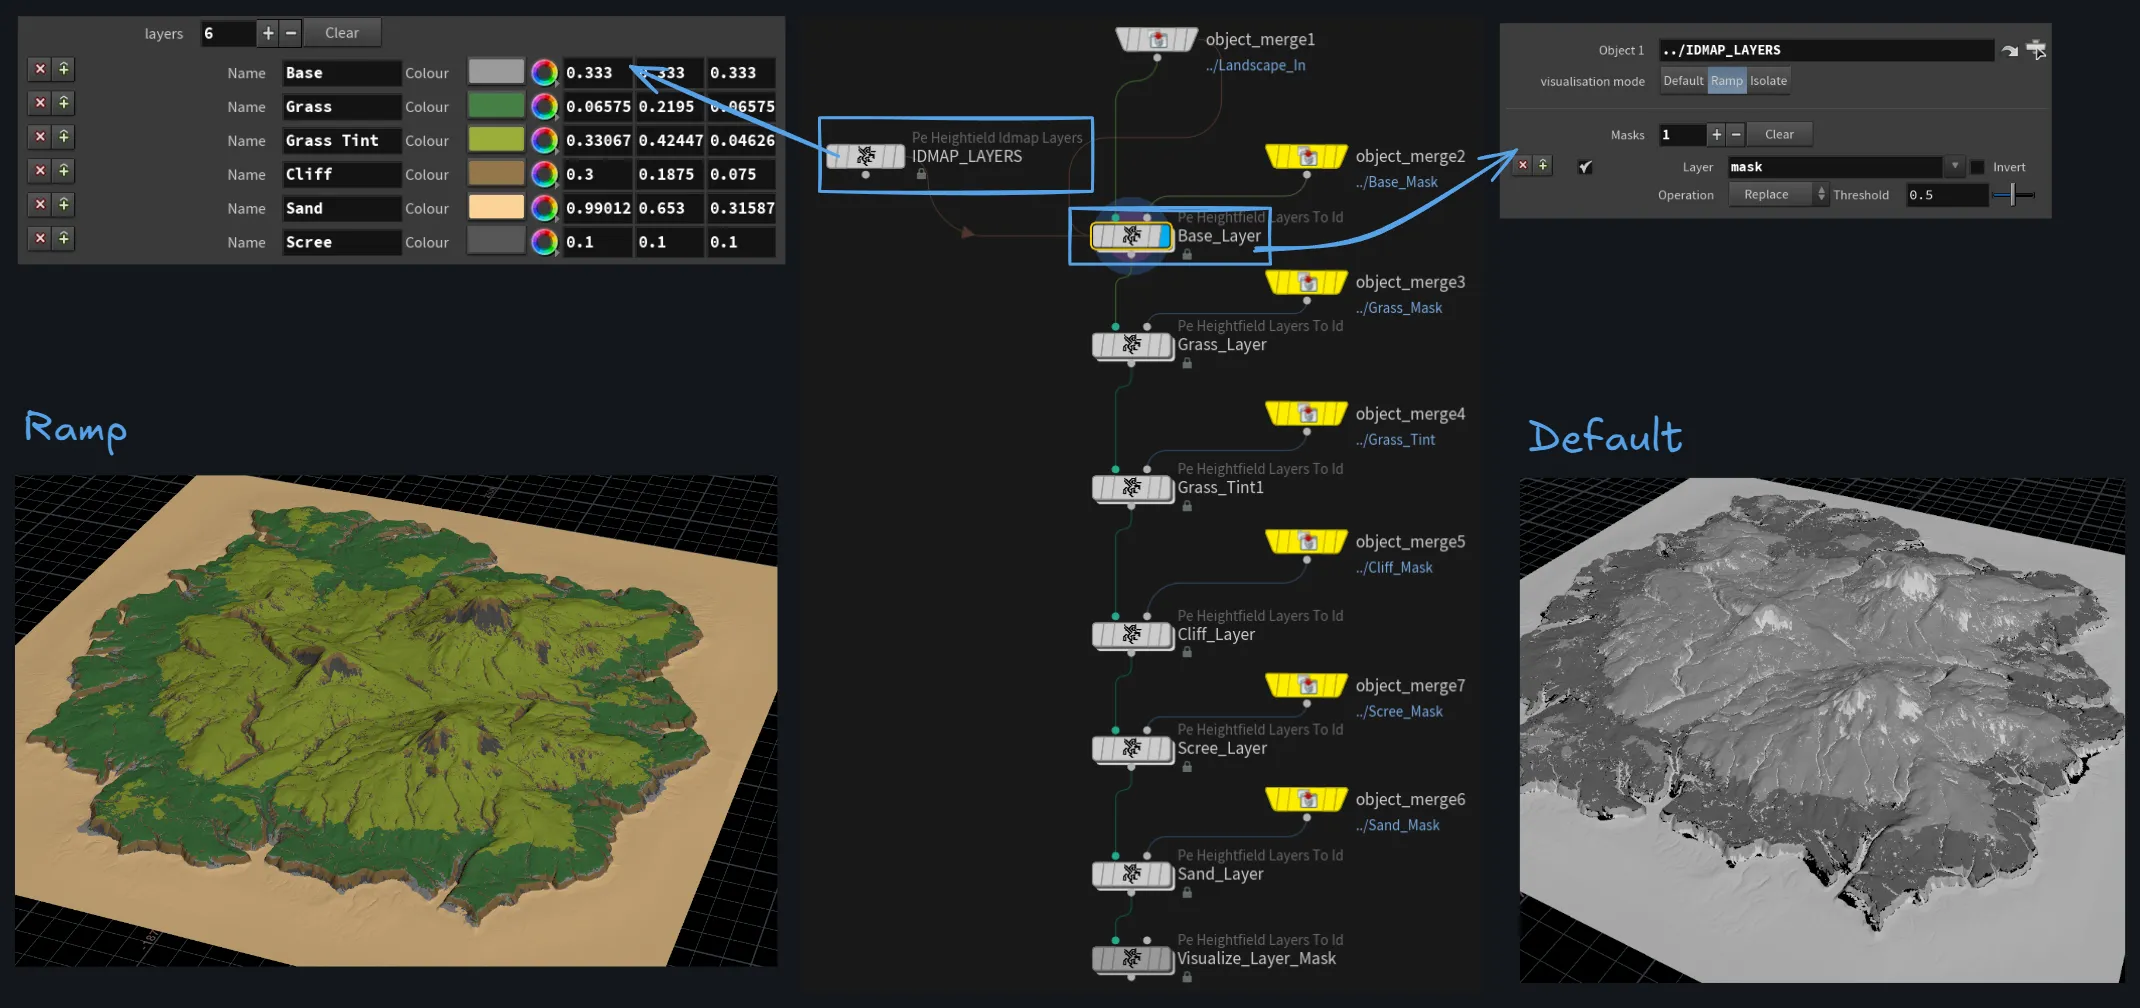 layers 6 + − Clear
Name Base Colour 0.333 0.333 0.333
Name Grass Colour 0.06575 0.2195 0.06575
Name Grass Tint Colour 0.33067 0.42447 0.04626
Name Cliff Colour 0.3 0.1875 0.075
Name Sand Colour 0.99012 0.653 0.31587
Name Scree Colour 0.1 0.1 0.1
object_merge1
../Landscape_In
Pe Heightfield Idmap Layers
IDMAP_LAYERS
object_merge2
../Base_Mask
Pe Heightfield Layers To Id
Base_Layer
object_merge3
../Grass_Mask
Pe Heightfield Layers To Id
Grass_Layer
object_merge4
../Grass_Tint
Pe Heightfield Layers To Id
Grass_Tint1
object_merge5
../Cliff_Mask
Pe Heightfield Layers To Id
Cliff_Layer
object_merge7
../Scree_Mask
Pe Heightfield Layers To Id
Scree_Layer
object_merge6
../Sand_Mask
Pe Heightfield Layers To Id
Sand_Layer
Pe Heightfield Layers To Id
Visualize_Layer_Mask
Object 1 ../IDMAP_LAYERS
visualisation mode Default Ramp Isolate
Masks 1 + − Clear
Layer mask Invert
Operation Replace Threshold 0.5
Ramp
Default